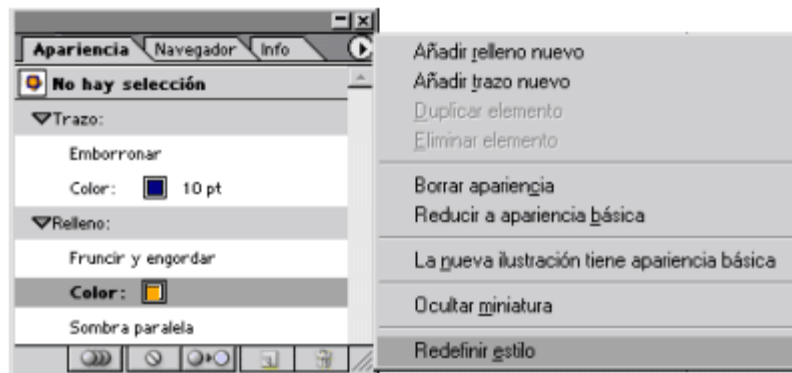 Apariencia Navegador Info
No hay selección
Trazo:
Emborronar
Color: 10 pt
Relleno:
Fruncir y engordar
Color:
Sombra paralela
Añadir relleno nuevo
Añadir trazo nuevo
Duplicar elemento
Eliminar elemento
Borrar apariencia
Reducir a apariencia básica
La nueva ilustración tiene apariencia básica
Ocultar miniatura
Redefinir estilo